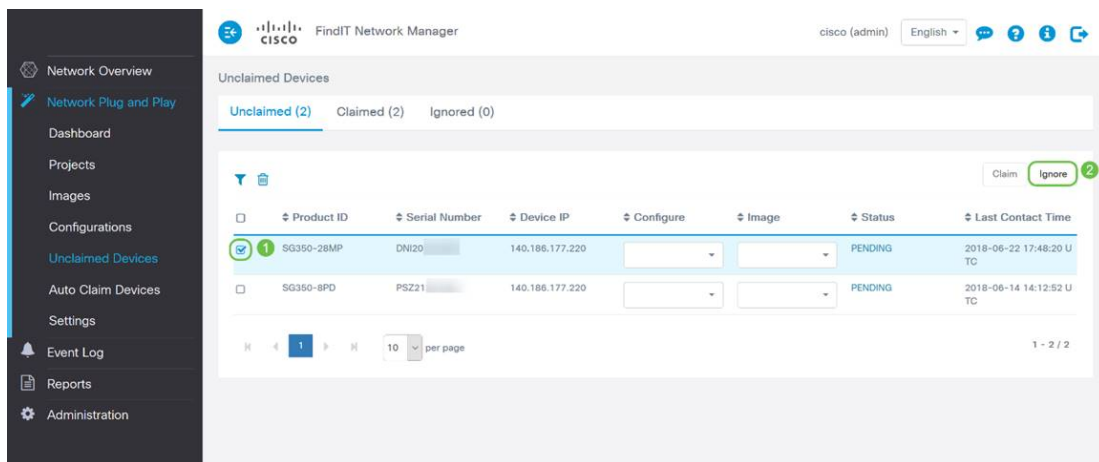 CISCO FindIT Network Manager cisco (admin) English
Network Overview
Network Plug and Play
Dashboard
Projects
Images
Configurations
Unclaimed Devices
Auto Claim Devices
Settings
Event Log
Reports
Administration
Unclaimed Devices
Unclaimed (2) Claimed (2) Ignored (0)
Claim Ignore 2
Product ID Serial Number Device IP Configure Image Status Last Contact Time
1 SG350-28MP DNI20 140.186.177.220 PENDING 2018-06-22 17:48:20 U
TC
SG350-8PD PSZ21 140.186.177.220 PENDING 2018-06-14 14:12:52 U
TC
1 10 per page 1 - 2 / 2